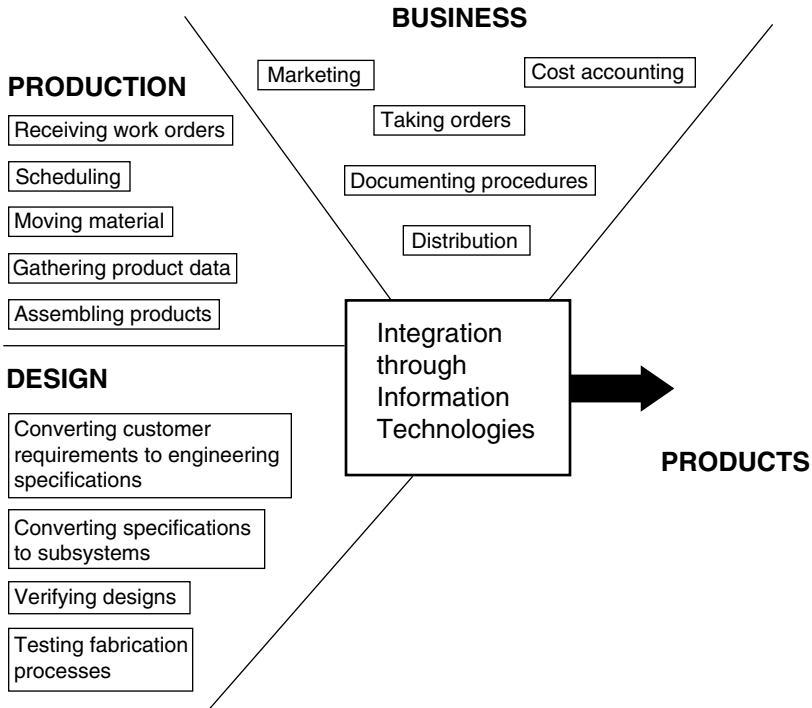 BUSINESS
Marketing
Cost accounting
Taking orders
Documenting procedures
Distribution
PRODUCTION
Receiving work orders
Scheduling
Moving material
Gathering product data
Assembling products
DESIGN
Converting customer
requirements to engineering
specifications
Converting specifications
to subsystems
Verifying designs
Testing fabrication
processes
Integration
through
Information
Technologies
PRODUCTS